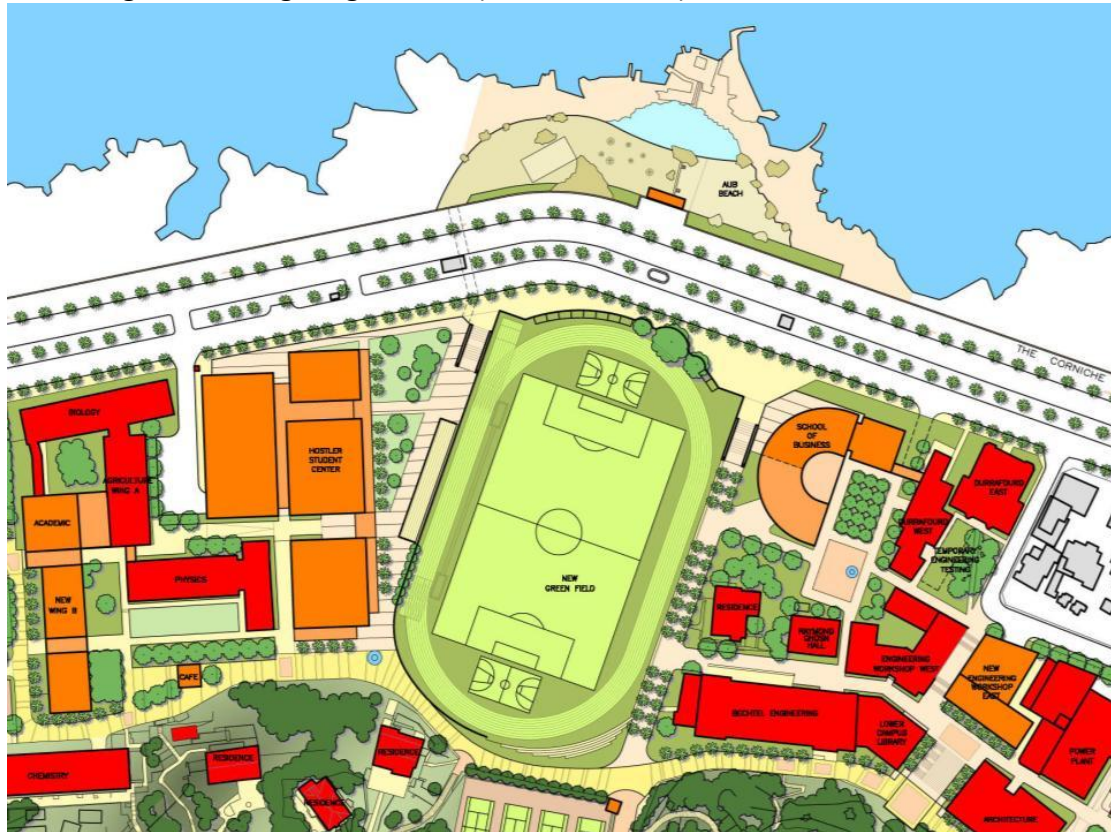 AUB
BEACH
THE CORNICHE
BIOLOGY
HOSTLER
STUDENT
CENTER
SCHOOL
OF
BUSINESS
AGRICULTURE
WING A
DURRAFOURD
EAST
DURRAFOURD
WEST
ACADEMIC
TEMPORARY
ENGINEERING
TESTING
PHYSICS
NEW
WING B
NEW
GREEN FIELD
RESIDENCE
RAYMOND
GHOSN
HALL
ENGINEERING
WORKSHOP WEST
NEW
ENGINEERING
WORKSHOP
EAST
CAFE
BECHTEL ENGINEERING
LOWER
CAMPUS
LIBRARY
RESIDENCE
RESIDENCE
POWER
PLANT
CHEMISTRY
RESIDENCE
ARCHITECTURE